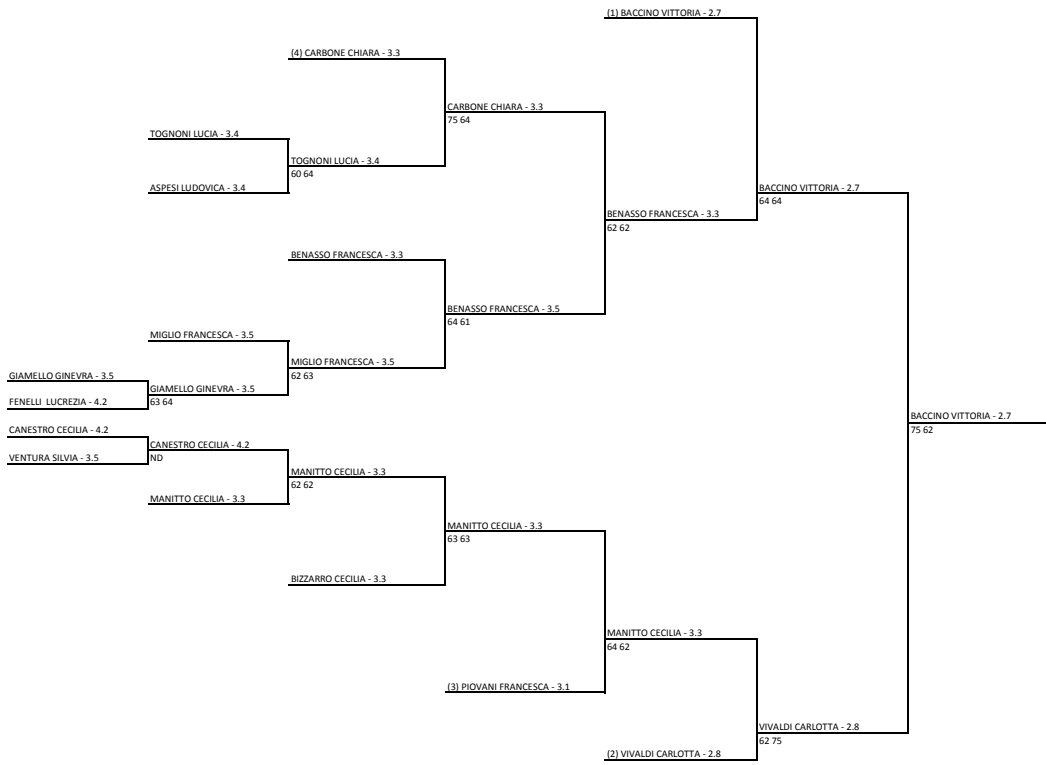 (1) BACCINO VITTORIA - 2.7
(4) CARBONE CHIARA - 3.3
CARBONE CHIARA - 3.3
75 64
TOGNONI LUCIA - 3.4
TOGNONI LUCIA - 3.4
60 64
ASPESI LUDOVICA - 3.4
BACCINO VITTORIA - 2.7
64 64
BENASSO FRANCESCA - 3.3
62 62
BENASSO FRANCESCA - 3.3
BENASSO FRANCESCA - 3.5
64 61
MIGLIO FRANCESCA - 3.5
MIGLIO FRANCESCA - 3.5
62 63
GIAMELLO GINEVRA - 3.5
GIAMELLO GINEVRA - 3.5
63 64
FENELLI LUCREZIA - 4.2
BACCINO VITTORIA - 2.7
75 62
CANESTRO CECILIA - 4.2
CANESTRO CECILIA - 4.2
ND
VENTURA SILVIA - 3.5
MANITTO CECILIA - 3.3
62 62
MANITTO CECILIA - 3.3
MANITTO CECILIA - 3.3
63 63
BIZZARRO CECILIA - 3.3
MANITTO CECILIA - 3.3
64 62
(3) PIOVANI FRANCESCA - 3.1
VIVALDI CARLOTTA - 2.8
62 75
(2) VIVALDI CARLOTTA - 2.8